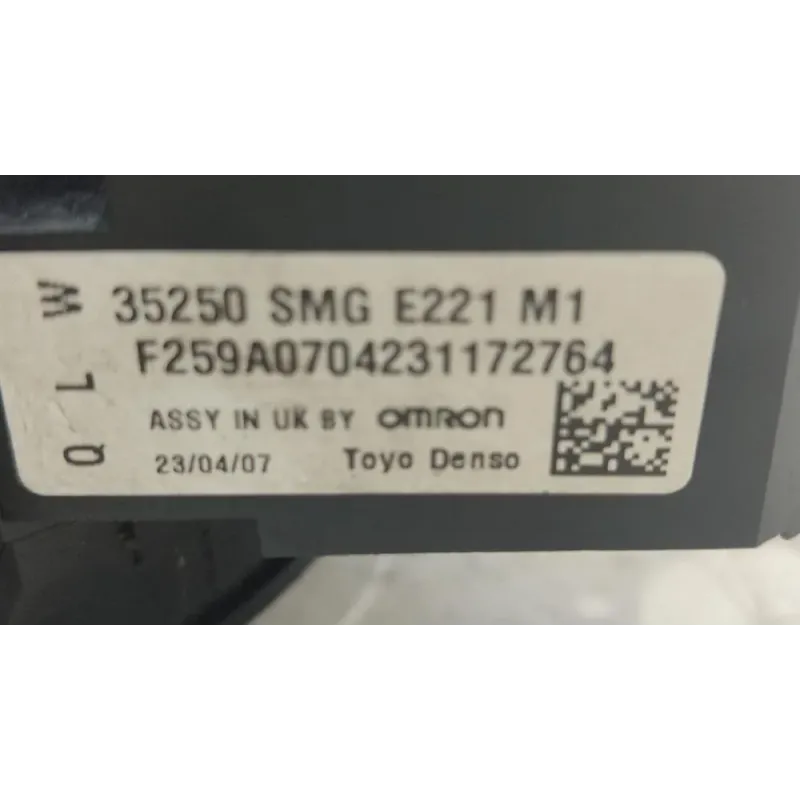 35250 SMG E221 M1
F259A0704231172764
ASSY IN UK BY OMRON
23/04/07 Toyo Denso
Q L W